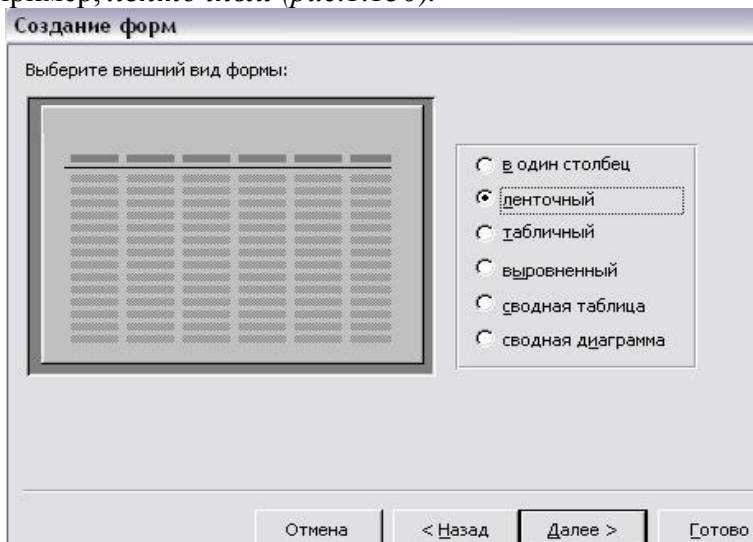 Создание форм
Выберите внешний вид формы:
в один столбец
ленточный
табличный
выровненный
сводная таблица
сводная диаграмма
Отмена
< Назад
Далее >
Готово